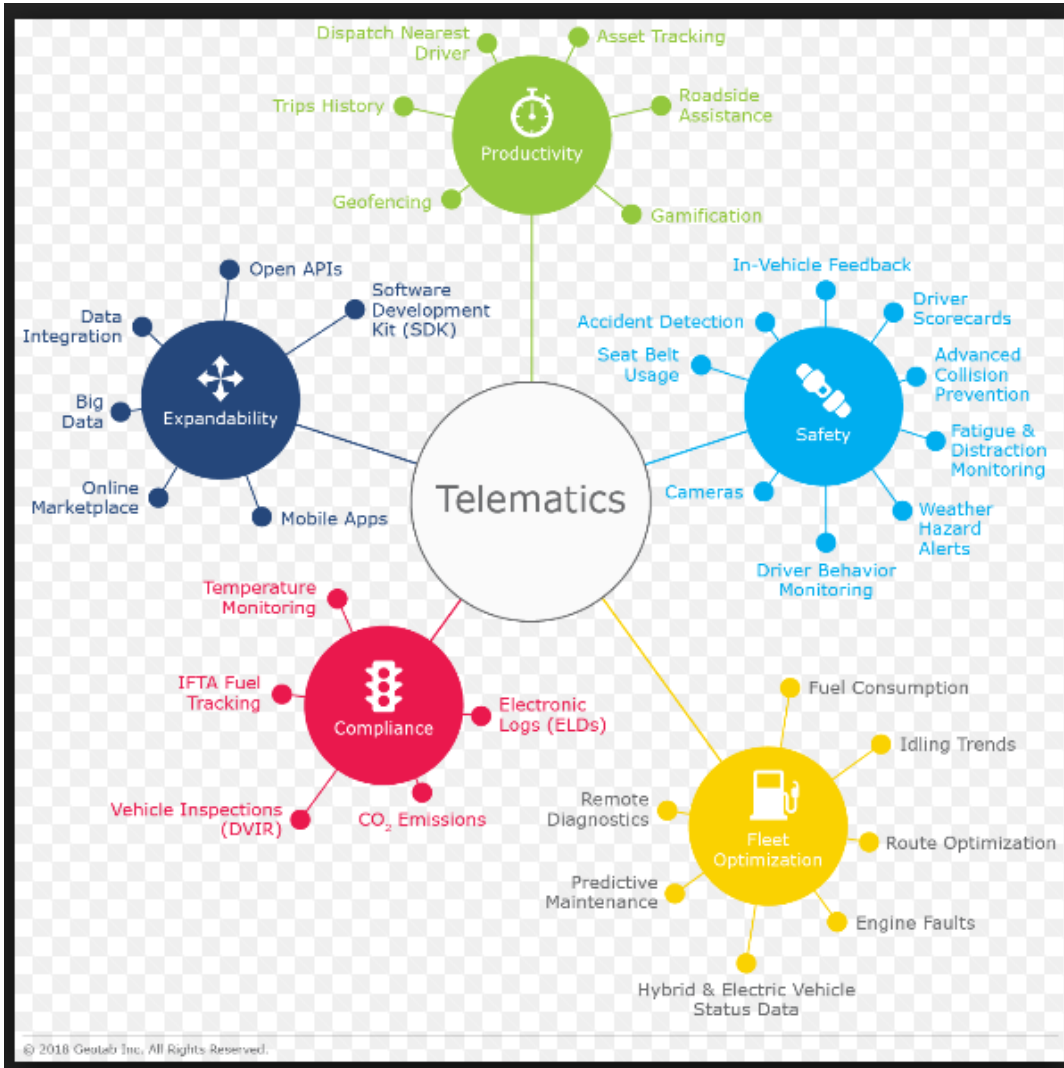 Dispatch Nearest
Driver
Asset Tracking
Trips History
Roadside
Assistance
Productivity
Geofencing
Gamification
Open APIs
Software
Development
Kit (SDK)
Data
Integration
Big
Data
Expandability
Online
Marketplace
Mobile Apps
In-Vehicle Feedback
Driver
Scorecards
Accident Detection
Seat Belt
Usage
Advanced
Collision
Prevention
Safety
Fatigue &
Distraction
Monitoring
Cameras
Weather
Hazard
Alerts
Driver Behavior
Monitoring
Telematics
Temperature
Monitoring
IFTA Fuel
Tracking
Compliance
Electronic
Logs (ELDs)
Vehicle Inspections
(DVIR)
CO₂ Emissions
Fuel Consumption
Idling Trends
Remote
Diagnostics
Fleet
Optimization
Route Optimization
Predictive
Maintenance
Engine Faults
Hybrid & Electric Vehicle
Status Data
© 2018 Geotab Inc. All Rights Reserved.